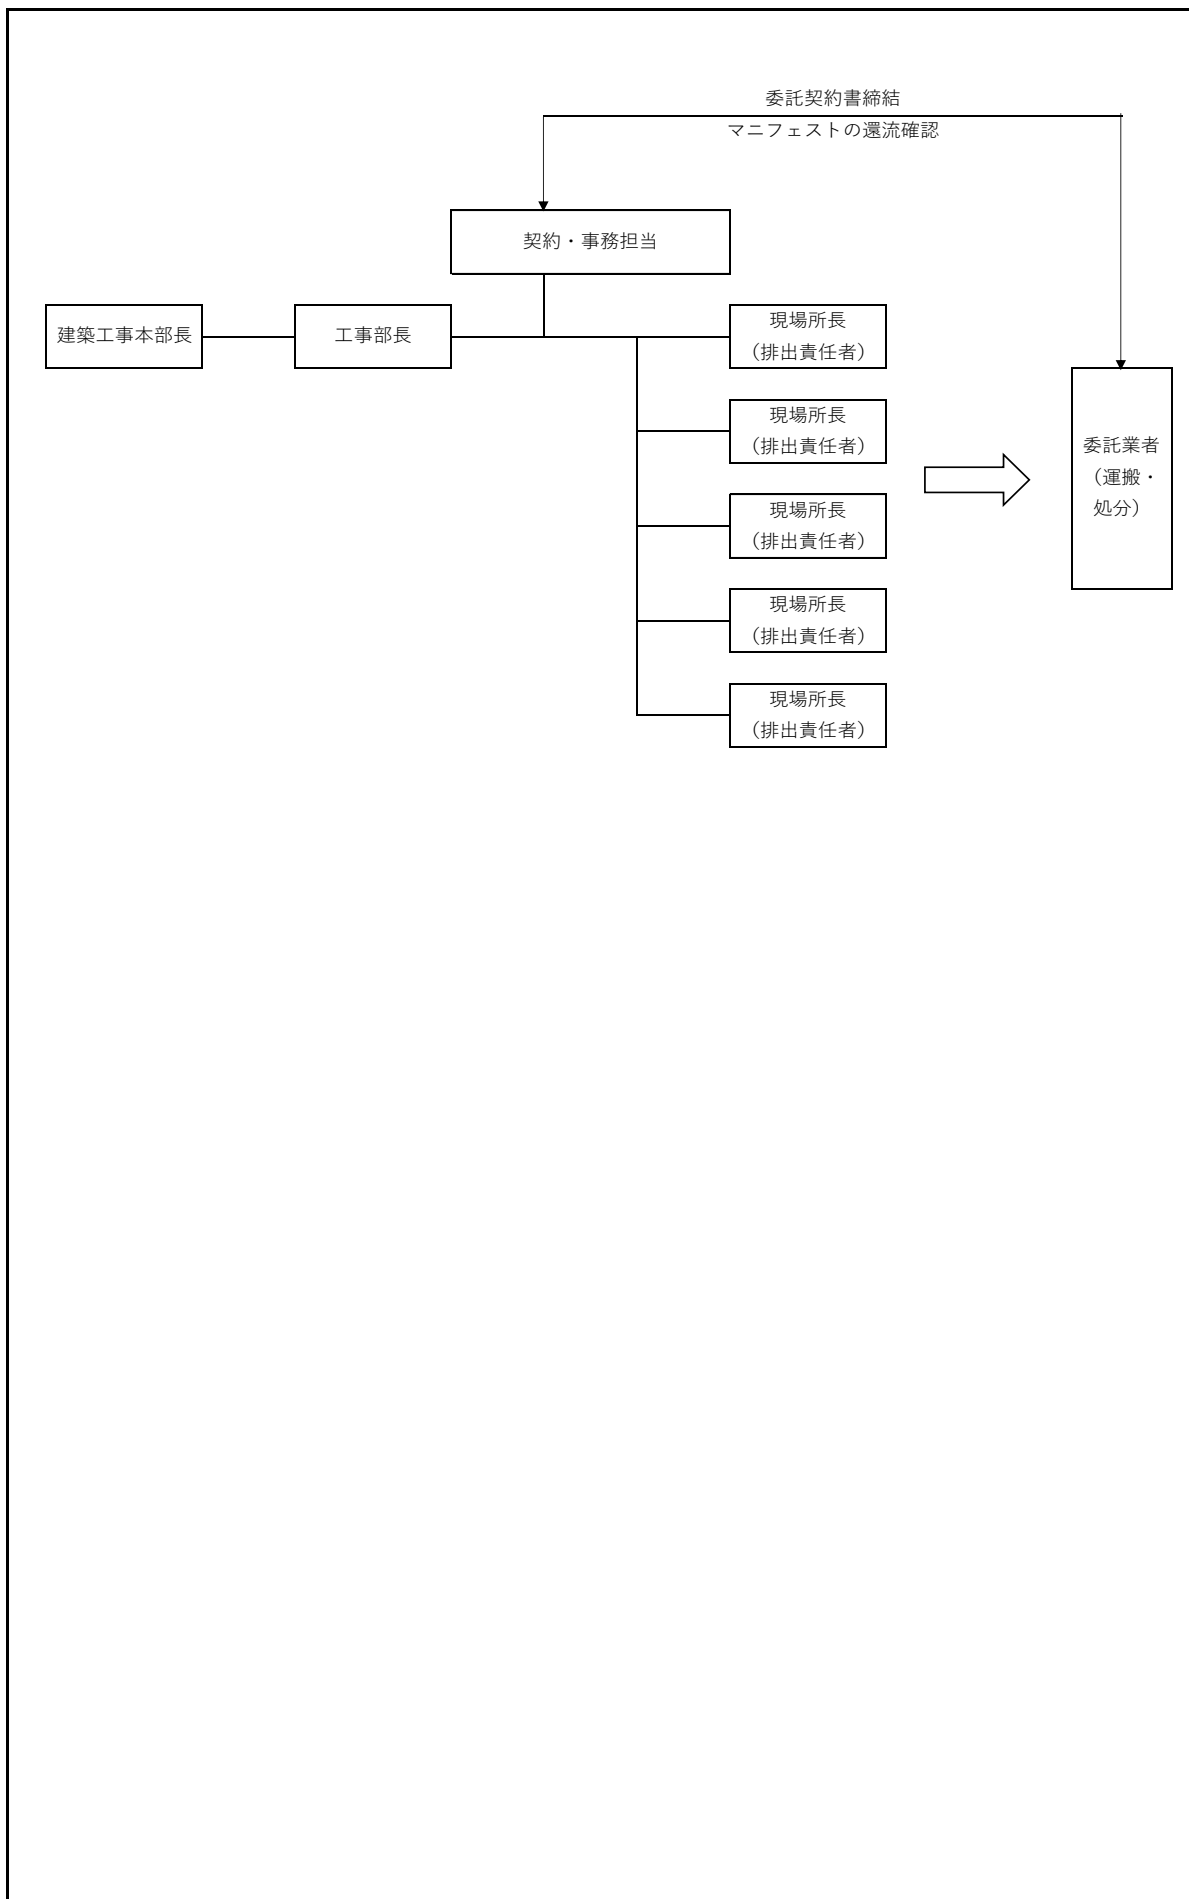 委託契約書締結
マニフェストの還流確認
契約・事務担当
建築工事本部長
工事部長
現場所長
（排出責任者）
現場所長
（排出責任者）
現場所長
（排出責任者）
現場所長
（排出責任者）
現場所長
（排出責任者）
委託業者
（運搬・
処分）